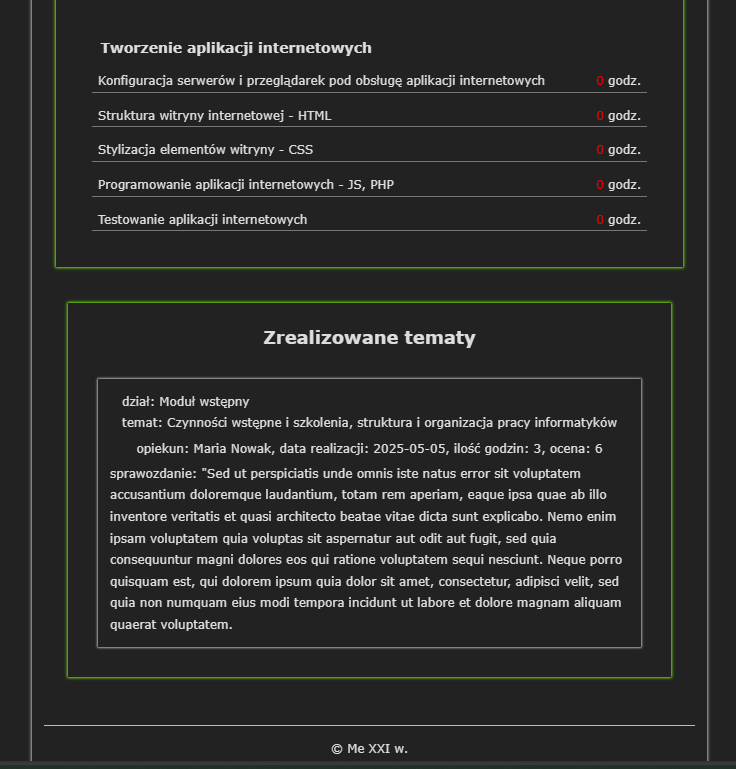 Tworzenie aplikacji internetowych
Konfiguracja serwerów i przeglądarek pod obsługę aplikacji internetowych 0 godz.
Struktura witryny internetowej - HTML 0 godz.
Stylizacja elementów witryny - CSS 0 godz.
Programowanie aplikacji internetowych - JS, PHP 0 godz.
Testowanie aplikacji internetowych 0 godz.
Zrealizowane tematy
dział: Moduł wstępny
temat: Czynności wstępne i szkolenia, struktura i organizacja pracy informatyków
opiekun: Maria Nowak, data realizacji: 2025-05-05, ilość godzin: 3, ocena: 6
sprawozdanie: "Sed ut perspiciatis unde omnis iste natus error sit voluptatem
accusantium doloremque laudantium, totam rem aperiam, eaque ipsa quae ab illo
inventore veritatis et quasi architecto beatae vitae dicta sunt explicabo. Nemo enim
ipsam voluptatem quia voluptas sit aspernatur aut odit aut fugit, sed quia
consequuntur magni dolores eos qui ratione voluptatem sequi nesciunt. Neque porro
quisquam est, qui dolorem ipsum quia dolor sit amet, consectetur, adipisci velit, sed
quia non numquam eius modi tempora incidunt ut labore et dolore magnam aliquam
quaerat voluptatem.
© Me XXI w.